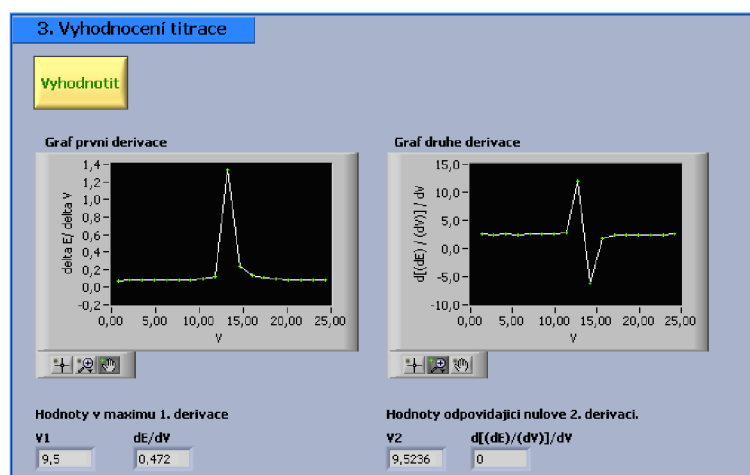 3. Vyhodnocení titrace
Vyhodnotit
Graf prvni derivace
delta E/ delta V
1,4
1,2
1,0
0,8
0,6
0,4
0,2
0,0
-0,2
0,00 5,00 10,00 15,00 20,00 25,00
V
Graf druhe derivace
d[(dE) / (dV)] / dV
15,0
10,0
5,0
0,0
-5,0
-10,0
0,00 5,00 10,00 15,00 20,00 25,00
V
Hodnoty v maximu 1. derivace
V1 dE/dV
9,5 0,472
Hodnoty odpovidajici nulove 2. derivaci.
V2 d[(dE)/(dV)]/dV
9,5236 0